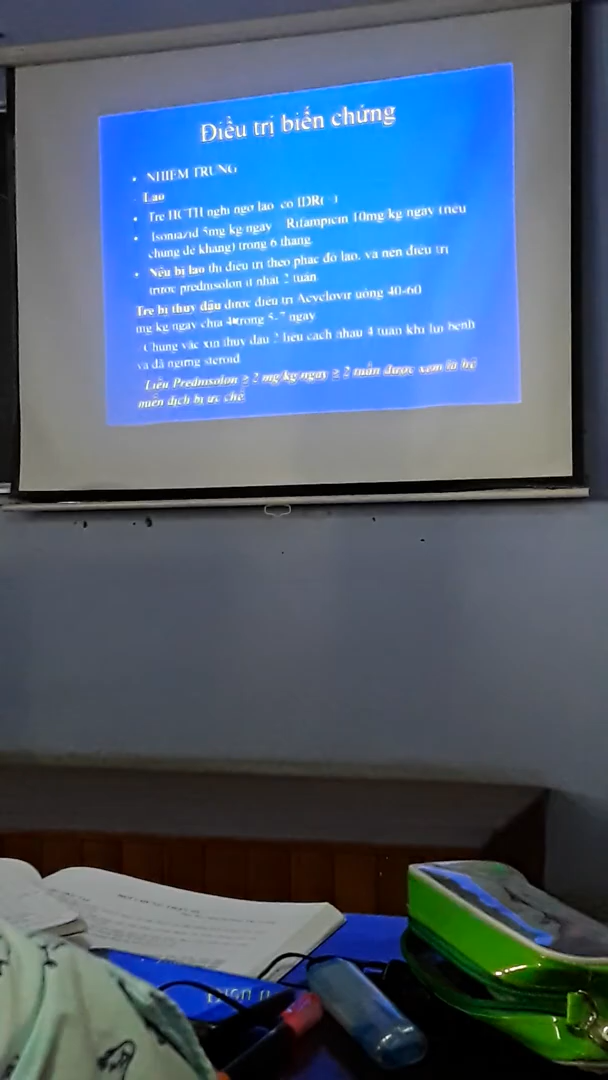 Điều trị biến chứng
• NHIỄM TRÙNG
- Lao
• Trẻ HCTH nghi ngờ lao có IDR( )
• Isoniazid 5mg kg ngày Rifampicin 10mg kg ngày (nếu
chủng đề kháng) trong 6 tháng.
• Nếu bị lao thì điều trị theo phác đồ lao, và nên điều trị
trước prednisolon ít nhất 2 tuần
Trẻ bị thủy đậu được điều trị Acyclovir uống 40-60
mg kg ngày chia 4 trong 5-7 ngày
Chủng vắc xin thủy đậu 2 liều cách nhau 4 tuần khi lui bệnh
và đã ngưng steroid
Liều Prednisolon ≥ 2 mg/kg/ngày ≥ 2 tuần được xem là hệ
miễn dịch bị ức chế